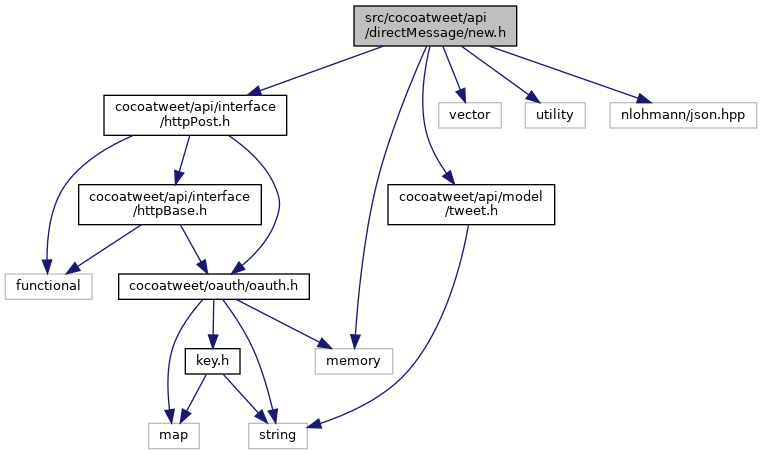 src/cocoatweet/api
/directMessage/new.h
cocoatweet/api/interface
/httpPost.h
vector
utility
nlohmann/json.hpp
cocoatweet/api/interface
/httpBase.h
cocoatweet/api/model
/tweet.h
functional
cocoatweet/oauth/oauth.h
key.h
memory
map
string